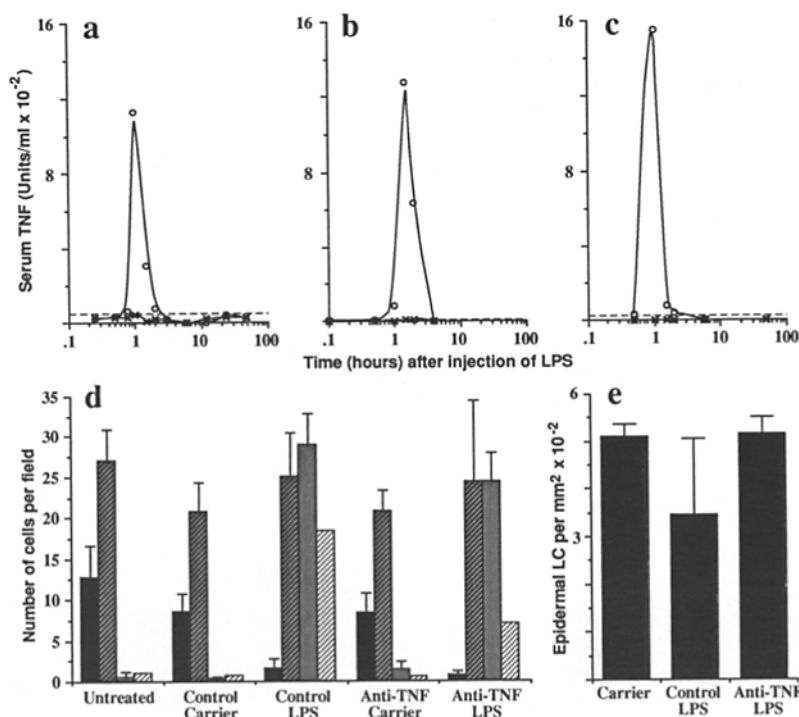 a
b
c
16
16
16
8
8
8
Serum TNF (Units/ml x 10-2)
.1 1 10 100
.1 1 10 100
.1 1 10 100
Time (hours) after injection of LPS
d
e
35
30
25
20
15
10
5
0
Number of cells per field
Untreated
Control Carrier
Control LPS
Anti-TNF Carrier
Anti-TNF LPS
6
3
Epidermal LC per mm2 x 10-2
Carrier
Control LPS
Anti-TNF LPS